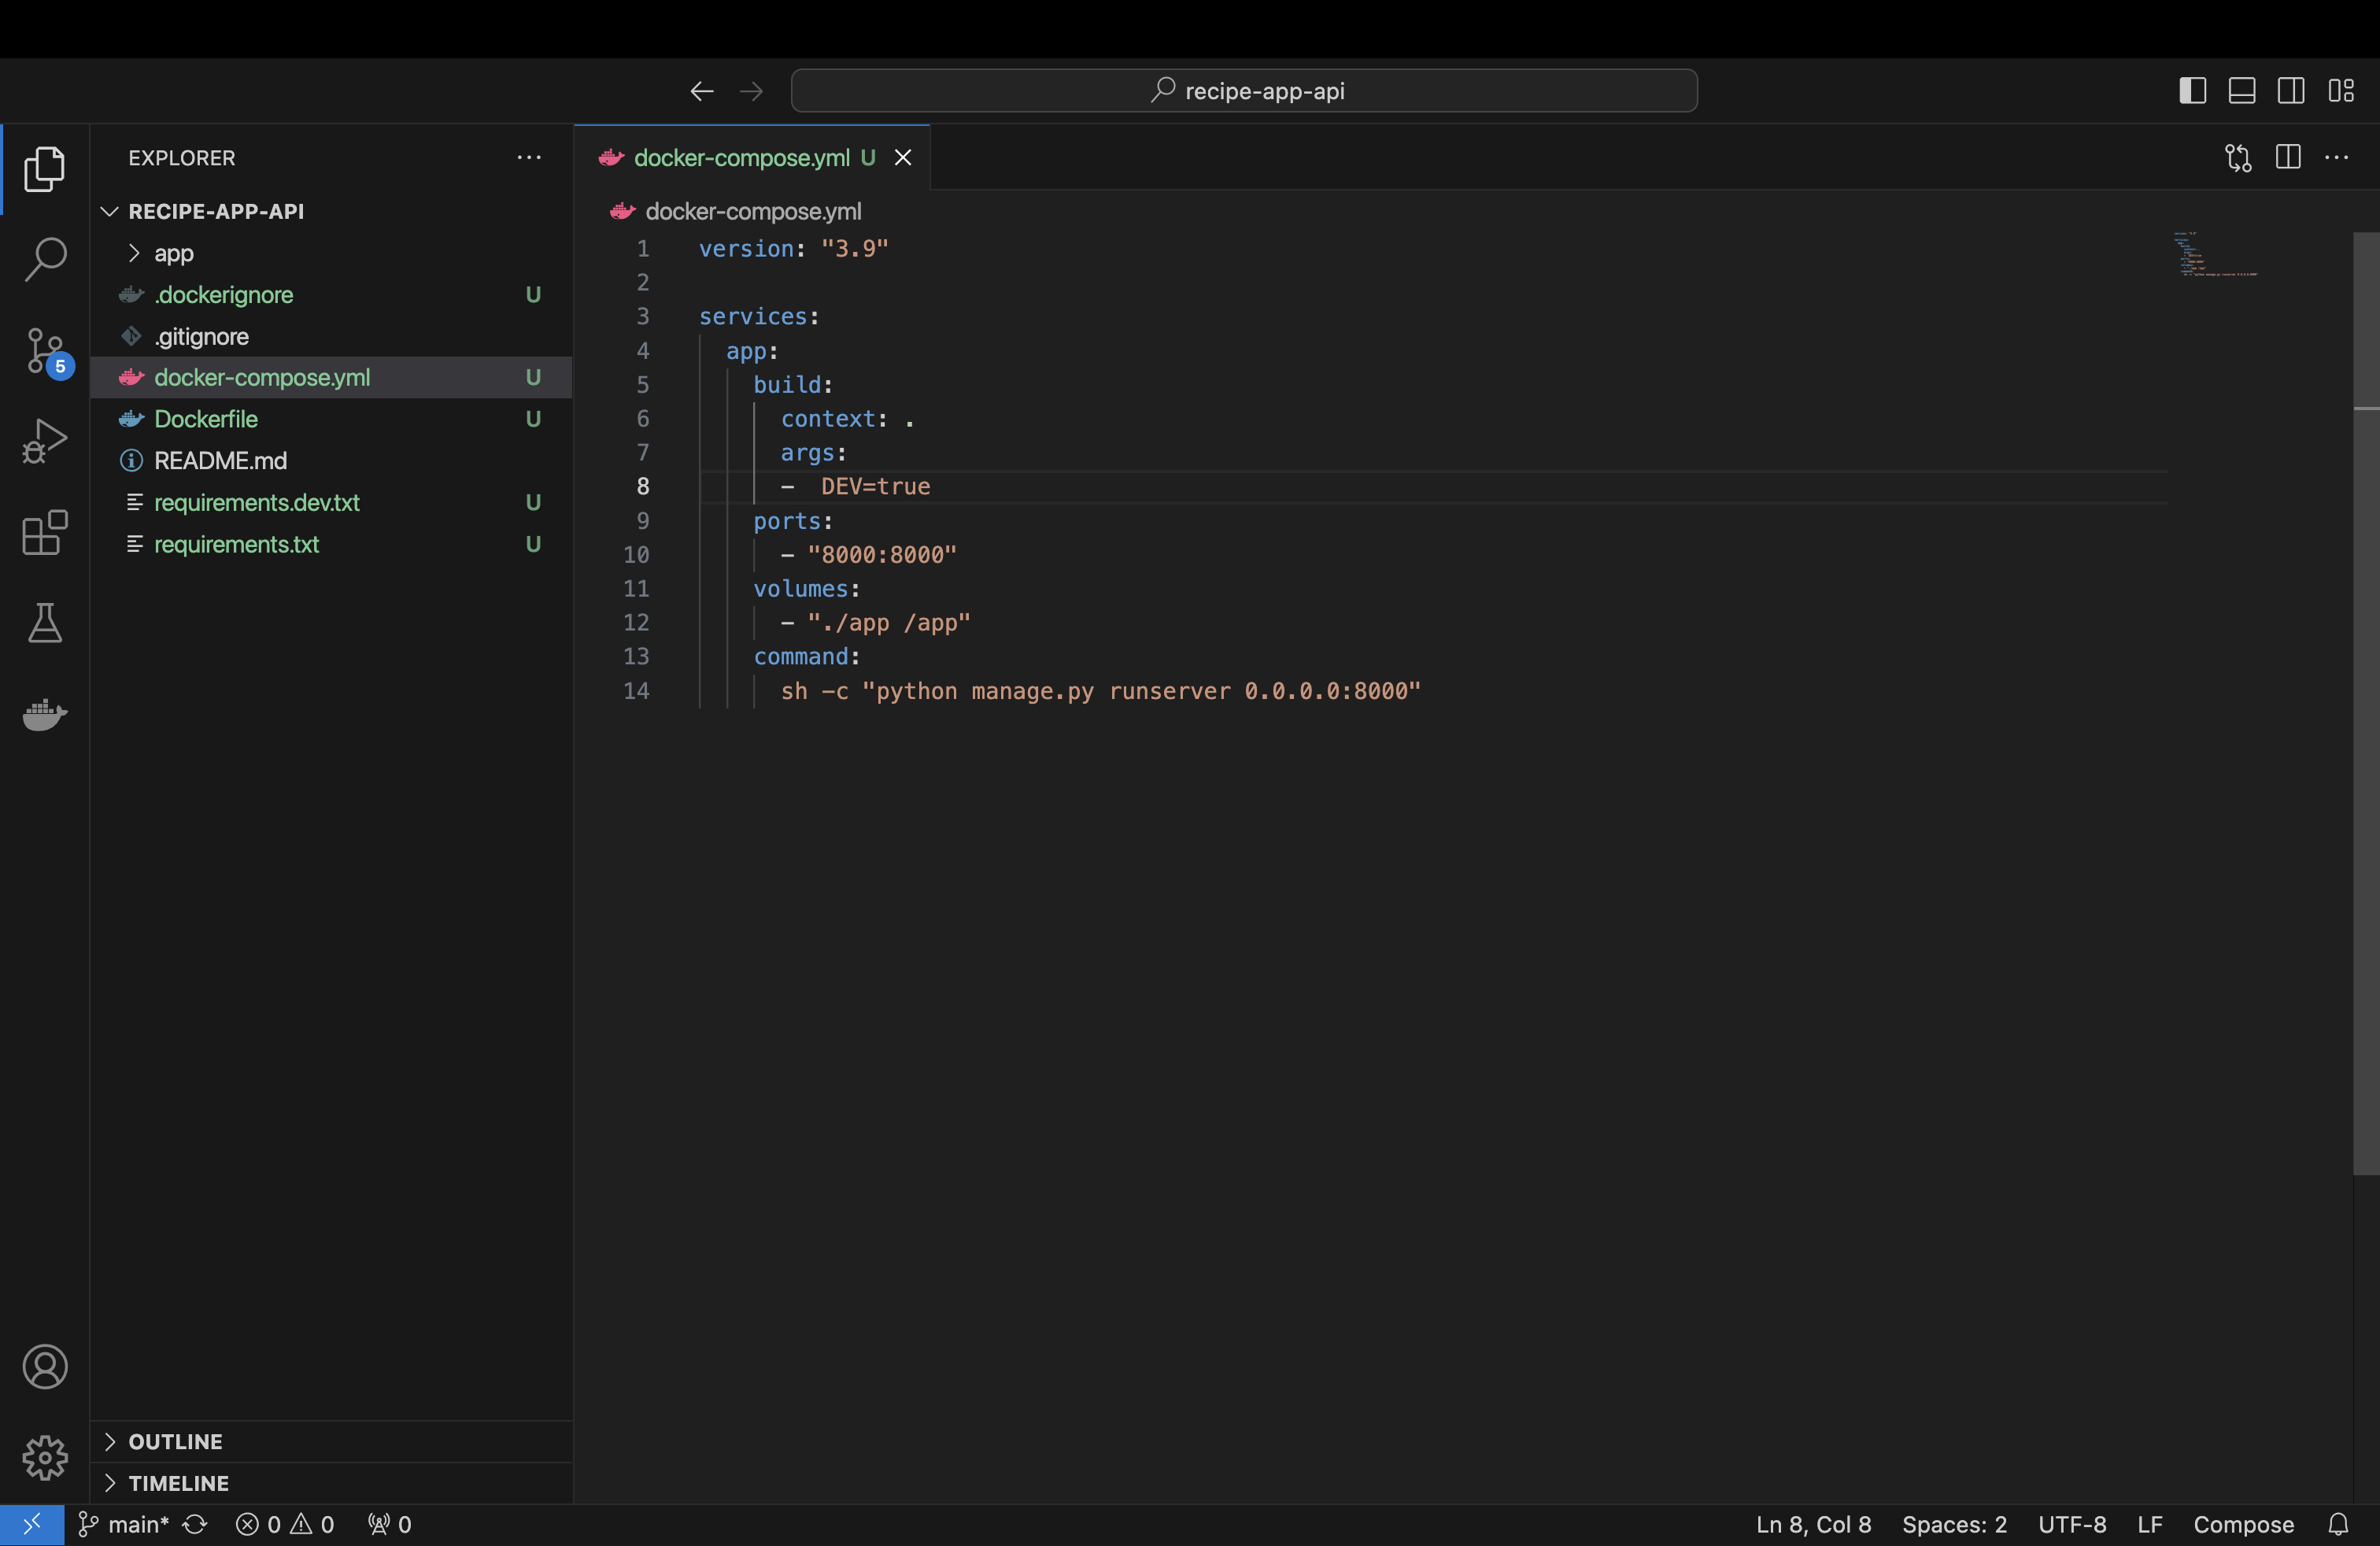 recipe-app-api
EXPLORER
RECIPE-APP-API
app
.dockerignore U
.gitignore
docker-compose.yml U
Dockerfile U
README.md
requirements.dev.txt U
requirements.txt U
5
OUTLINE
TIMELINE
docker-compose.yml U
docker-compose.yml
1 version: "3.9"
2
3 services:
4 app:
5 build:
6 context: .
7 args:
8 -  DEV=true
9 ports:
10 - "8000:8000"
11 volumes:
12 - "./app /app"
13 command:
14 sh -c "python manage.py runserver 0.0.0.0:8000"
main* 0 0 0 Ln 8, Col 8 Spaces: 2 UTF-8 LF Compose